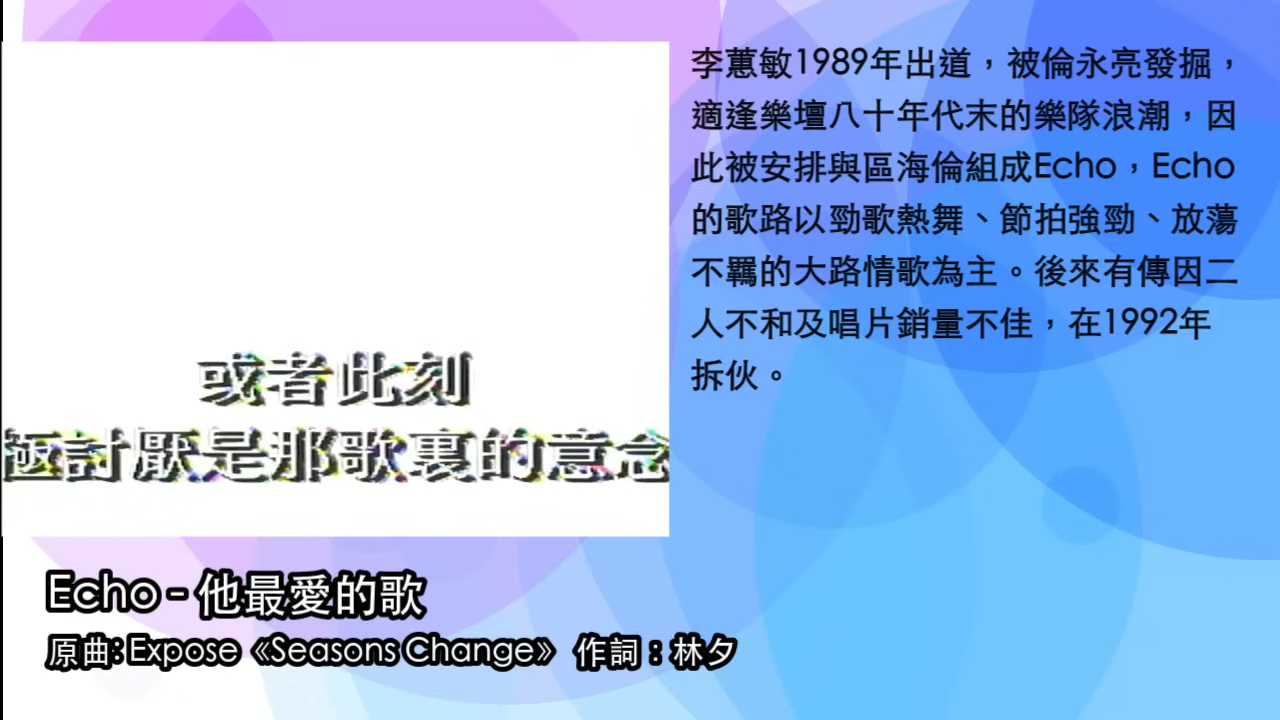 李蕙敏1989年出道，被倫永亮發掘，
適逢樂壇八十年代末的樂隊浪潮，因
此被安排與區海倫組成Echo，Echo
的歌路以勁歌熱舞、節拍強勁、放蕩
不羈的大路情歌為主。後來有傳因二
人不和及唱片銷量不佳，在1992年
拆伙。
或者此刻
極討厭是那歌裏的意念
Echo - 他最愛的歌
原曲: Expose《Seasons Change》 作詞：林夕